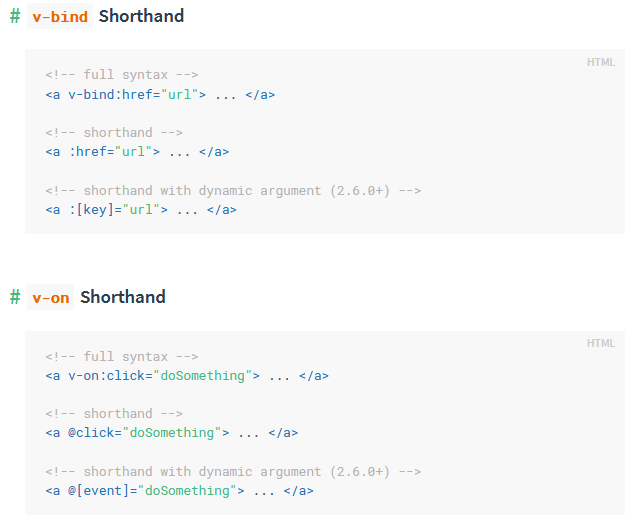 # v-bind Shorthand
HTML
<!-- full syntax -->
<a v-bind:href="url"> ... </a>
<!-- shorthand -->
<a :href="url"> ... </a>
<!-- shorthand with dynamic argument (2.6.0+) -->
<a :[key]="url"> ... </a>
# v-on Shorthand
HTML
<!-- full syntax -->
<a v-on:click="doSomething"> ... </a>
<!-- shorthand -->
<a @click="doSomething"> ... </a>
<!-- shorthand with dynamic argument (2.6.0+) -->
<a @[event]="doSomething"> ... </a>